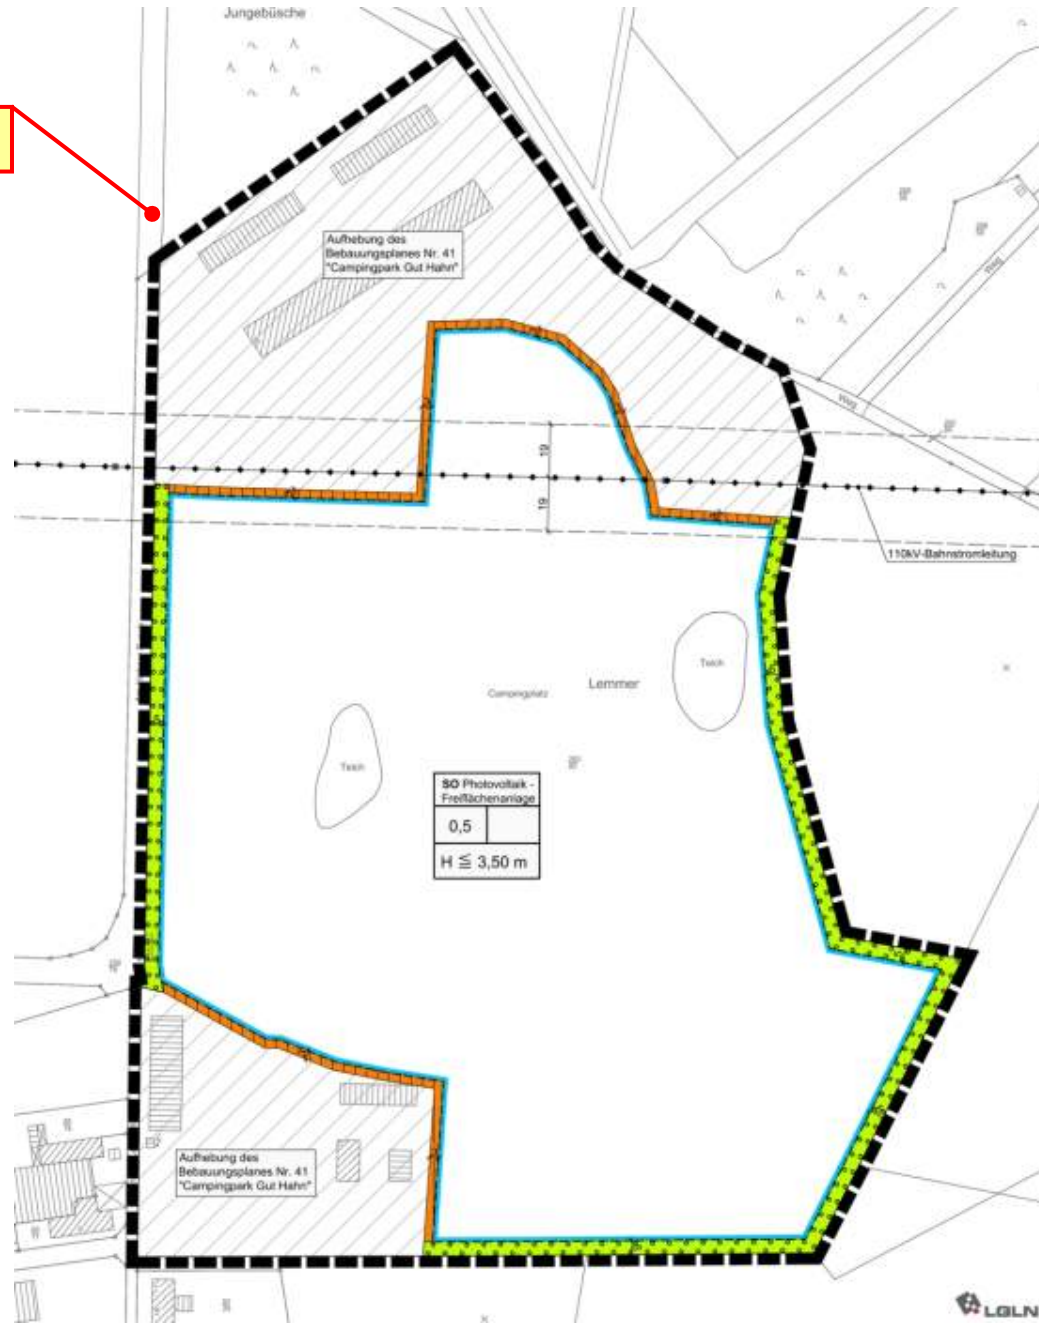 Jungebüsche
Aufhebung des
Bebauungsplanes Nr. 41
"Campingpark Gut Hahn"
Weg
Weg
19
19
110kV-Bahnstromleitung
Teich
Lemmer
Campingplatz
Teich
SO Photovoltaik -
Freiflächenanlage
0,5
H ≦ 3,50 m
Aufhebung des
Bebauungsplanes Nr. 41
"Campingpark Gut Hahn"
LGLN